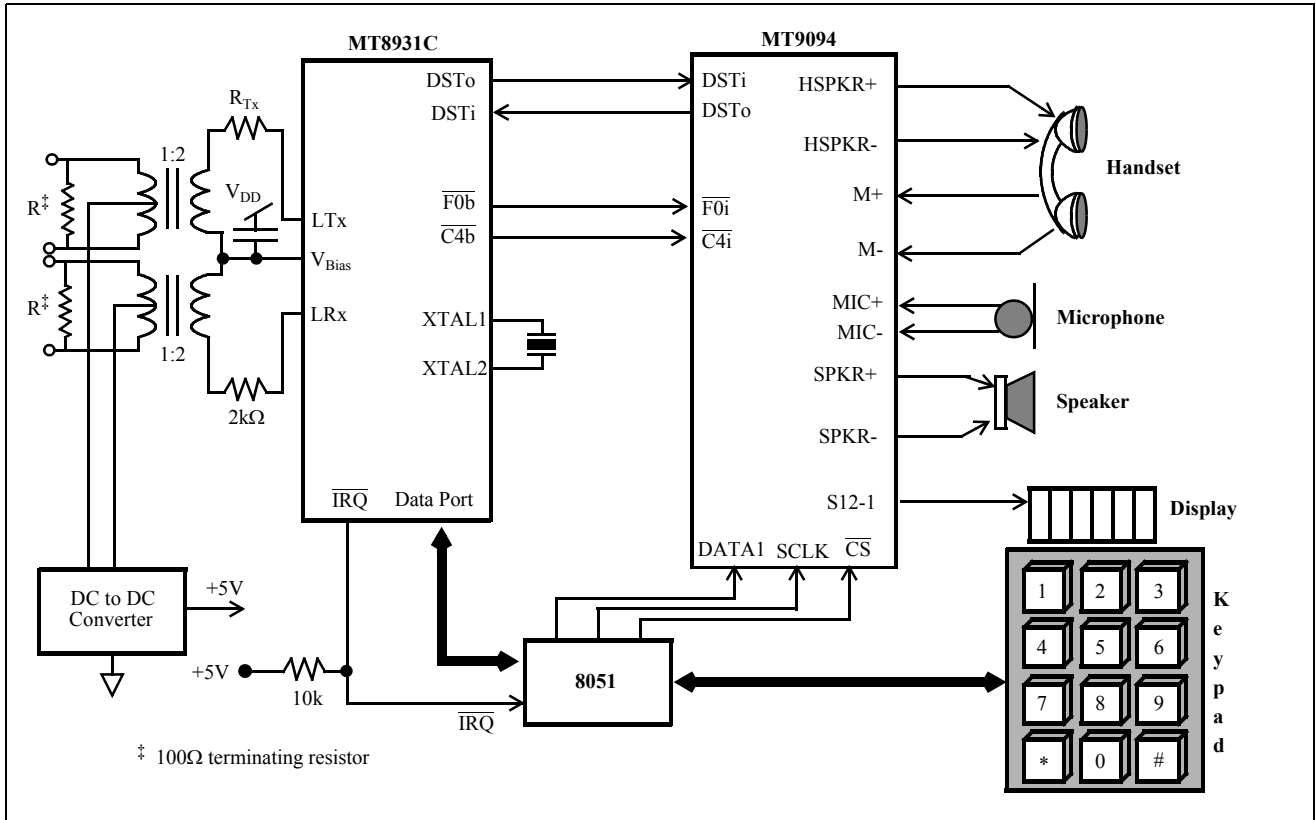 MT8931C
MT9094
DSTo
DSTi
F0b
C4b
LTx
VBias
LRx
XTAL1
XTAL2
IRQ
Data Port
RTx
1:2
VDD
R‡
R‡
1:2
2kΩ
DSTi
DSTo
F0i
C4i
HSPKR+
HSPKR-
M+
M-
MIC+
MIC-
SPKR+
SPKR-
S12-1
DATA1
SCLK
CS
Handset
Microphone
Speaker
Display
DC to DC
Converter
+5V
+5V
10k
IRQ
8051
1
2
3
4
5
6
7
8
9
*
0
#
Keypad
‡ 100Ω terminating resistor